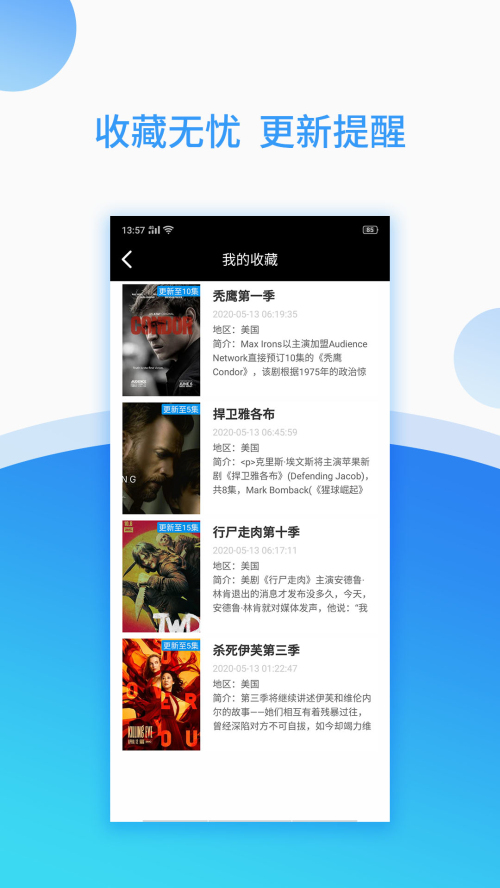 收藏无忧 更新提醒
13:57
85
我的收藏
更新至10集
CONDOR
秃鹰第一季
2020-05-13 06:19:35
地区：美国
简介：Max Irons以主演加盟Audience
Network直接预订10集的《秃鹰
Condor》，该剧根据1975年的政治惊
更新至5集
NG
捍卫雅各布
2020-05-13 06:45:59
地区：美国
简介：<p>克里斯·埃文斯将主演苹果新
剧《捍卫雅各布》(Defending Jacob)，
共8集，Mark Bomback(《猩球崛起》
更新至15集
TWD
行尸走肉第十季
2020-05-13 06:17:11
地区：美国
简介：美剧《行尸走肉》主演安德鲁·
林肯退出的消息才发布没多久，今天，
安德鲁·林肯就对媒体发声，他说：“我
更新至5集
KILLING EVE
杀死伊芙第三季
2020-05-13 01:22:47
地区：美国
简介：第三季将继续讲述伊芙和维伦内
尔的故事——她们相互有着残暴过往，
曾经深陷对方不可自拔，如今却竭力维